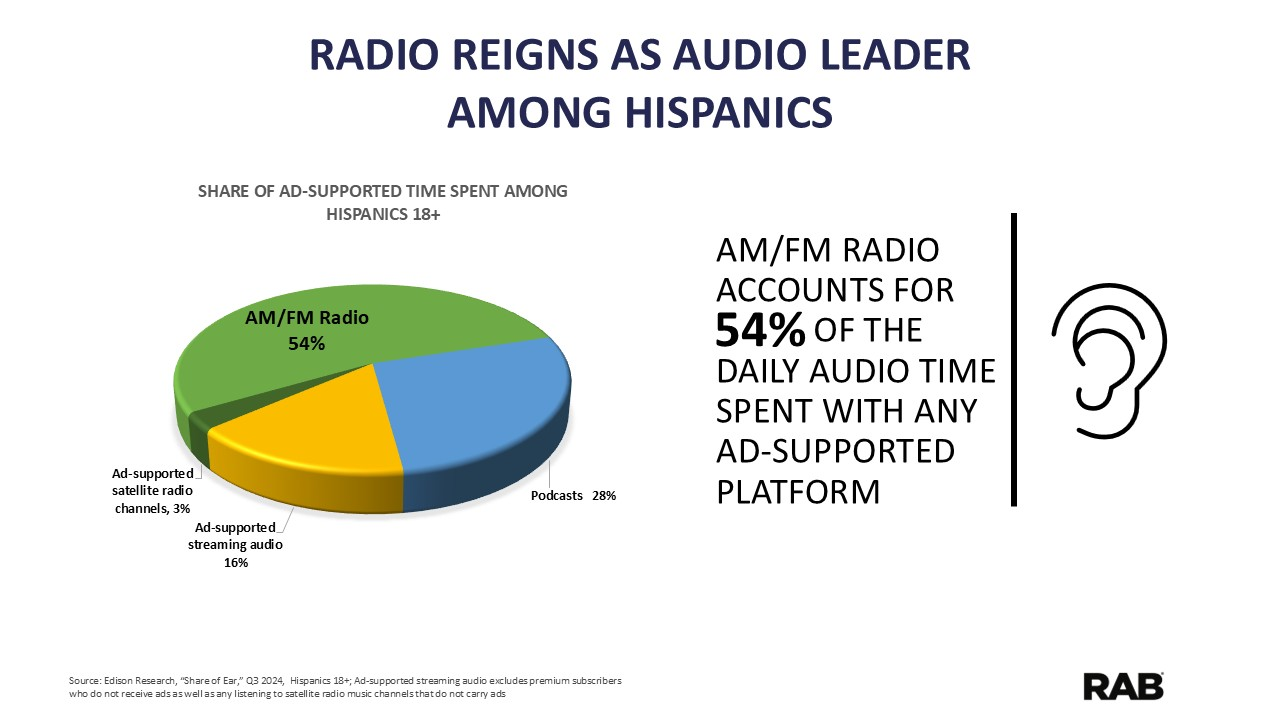 RADIO REIGNS AS AUDIO LEADER
AMONG HISPANICS
SHARE OF AD-SUPPORTED TIME SPENT AMONG
HISPANICS 18+
AM/FM Radio
54%
Ad-supported
satellite radio
channels, 3%
Ad-supported
streaming audio
16%
Podcasts 28%
AM/FM RADIO
ACCOUNTS FOR
54% OF THE
DAILY AUDIO TIME
SPENT WITH ANY
AD-SUPPORTED
PLATFORM
Source: Edison Research, “Share of Ear,” Q3 2024, Hispanics 18+; Ad-supported streaming audio excludes premium subscribers
who do not receive ads as well as any listening to satellite radio music channels that do not carry ads
RAB